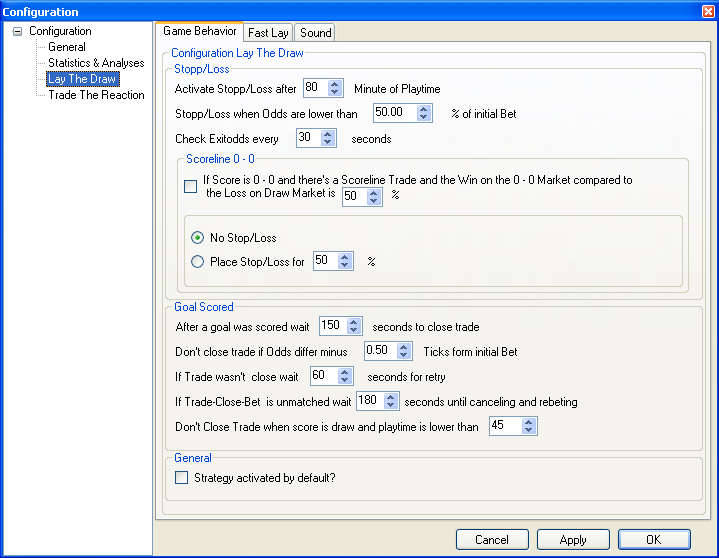 Configuration
Configuration
General
Statistics & Analyses
Lay The Draw
Trade The Reaction
Game Behavior Fast Lay Sound
Configuration Lay The Draw
Stopp/Loss
Activate Stopp/Loss after 80 Minute of Playtime
Stopp/Loss when Odds are lower than 50.00 % of initial Bet
Check Exitodds every 30 seconds
Scoreline 0 - 0
If Score is 0 - 0 and there's a Scoreline Trade and the Win on the 0 - 0 Market compared to
the Loss on Draw Market is 50 %
No Stop/Loss
Place Stop/Loss for 50 %
Goal Scored
After a goal was scored wait 150 seconds to close trade
Don't close trade if Odds differ minus 0.50 Ticks form initial Bet
If Trade wasn't close wait 60 seconds for retry
If Trade-Close-Bet is unmatched wait 180 seconds until canceling and rebeting
Don't Close Trade when score is draw and playtime is lower than 45
General
Strategy activated by default?
Cancel Apply OK